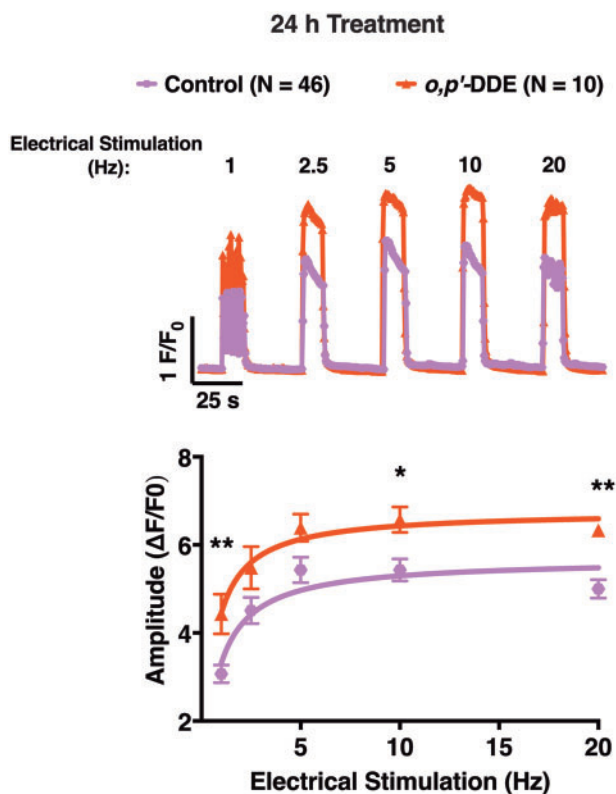 24 h Treatment
Control (N = 46) o,p'-DDE (N = 10)
Electrical Stimulation
(Hz): 1 2.5 5 10 20
1 F/F0
25 s
8
6
4
2
Amplitude (ΔF/F0)
** * **
5 10 15 20
Electrical Stimulation (Hz)